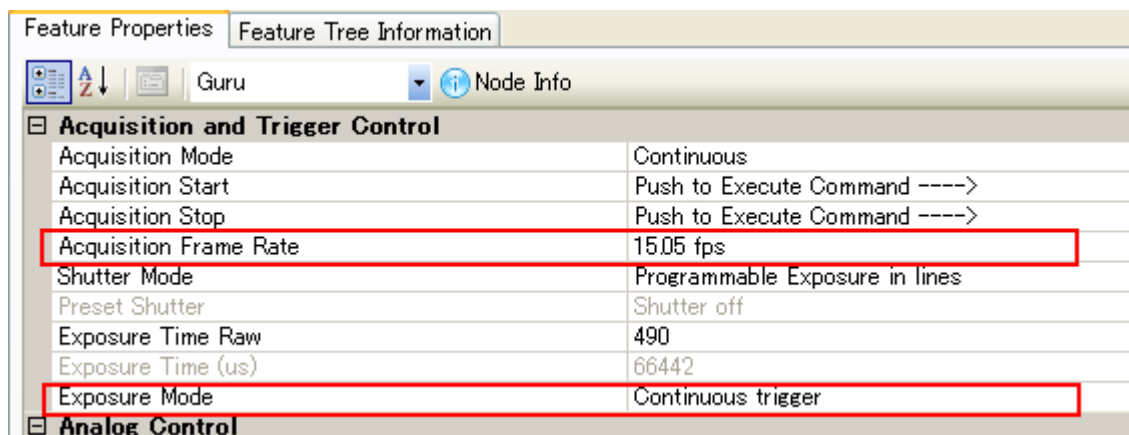 Feature Properties Feature Tree Information
Guru Node Info
Acquisition and Trigger Control
Acquisition Mode Continuous
Acquisition Start Push to Execute Command ---->
Acquisition Stop Push to Execute Command ---->
Acquisition Frame Rate 15.05 fps
Shutter Mode Programmable Exposure in lines
Preset Shutter Shutter off
Exposure Time Raw 490
Exposure Time (us) 66442
Exposure Mode Continuous trigger
Analog Control